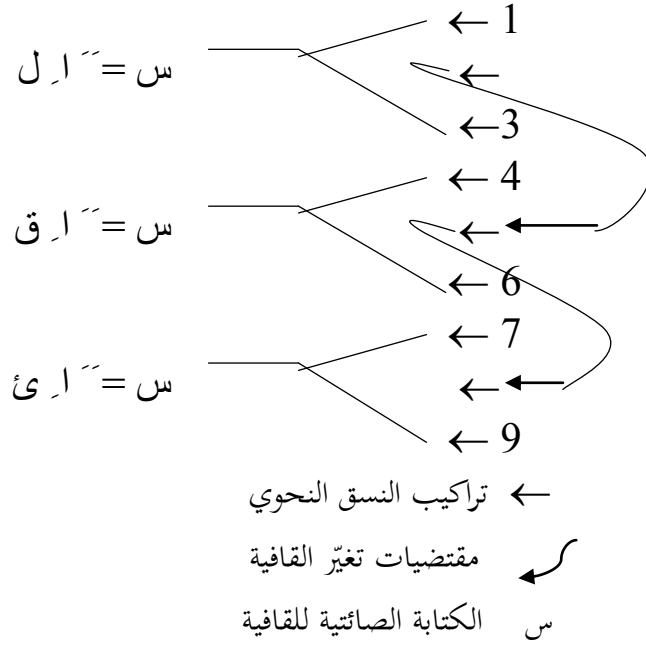 1 ←
س = َ َ ا ِ ل ←
3 ←
4 ←
س = َ َ ا ِ ق ←
6 ←
7 ←
س = َ َ ا ِ ئ ←
9 ←
← تراكيب النسق النحوي
مقتضيات تغيّر القافية
س الكتابة الصائتية للقافية